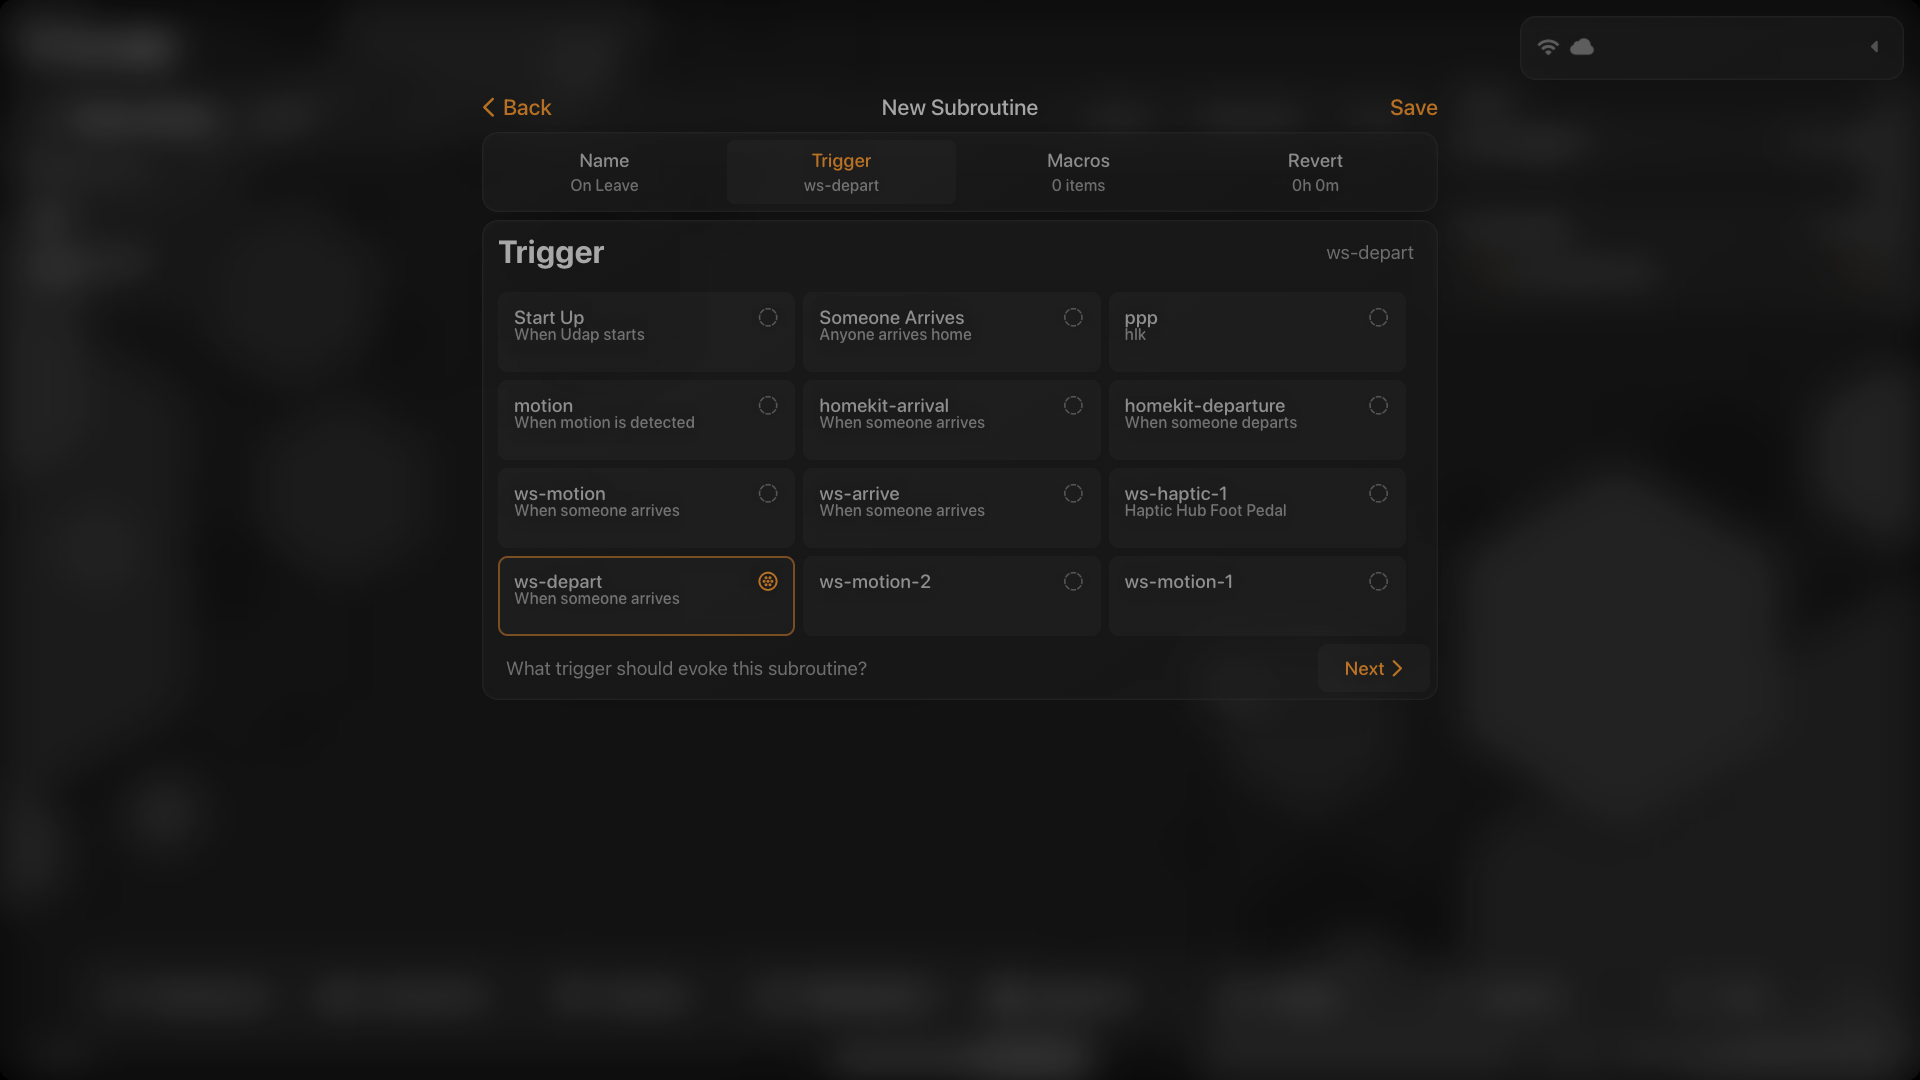 Back
New Subroutine
Save
Name
On Leave
Trigger
ws-depart
Macros
0 items
Revert
0h 0m
Trigger
ws-depart
Start Up
When Udap starts
Someone Arrives
Anyone arrives home
ppp
hlk
motion
When motion is detected
homekit-arrival
When someone arrives
homekit-departure
When someone departs
ws-motion
When someone arrives
ws-arrive
When someone arrives
ws-haptic-1
Haptic Hub Foot Pedal
ws-depart
When someone arrives
ws-motion-2
ws-motion-1
What trigger should evoke this subroutine?
Next